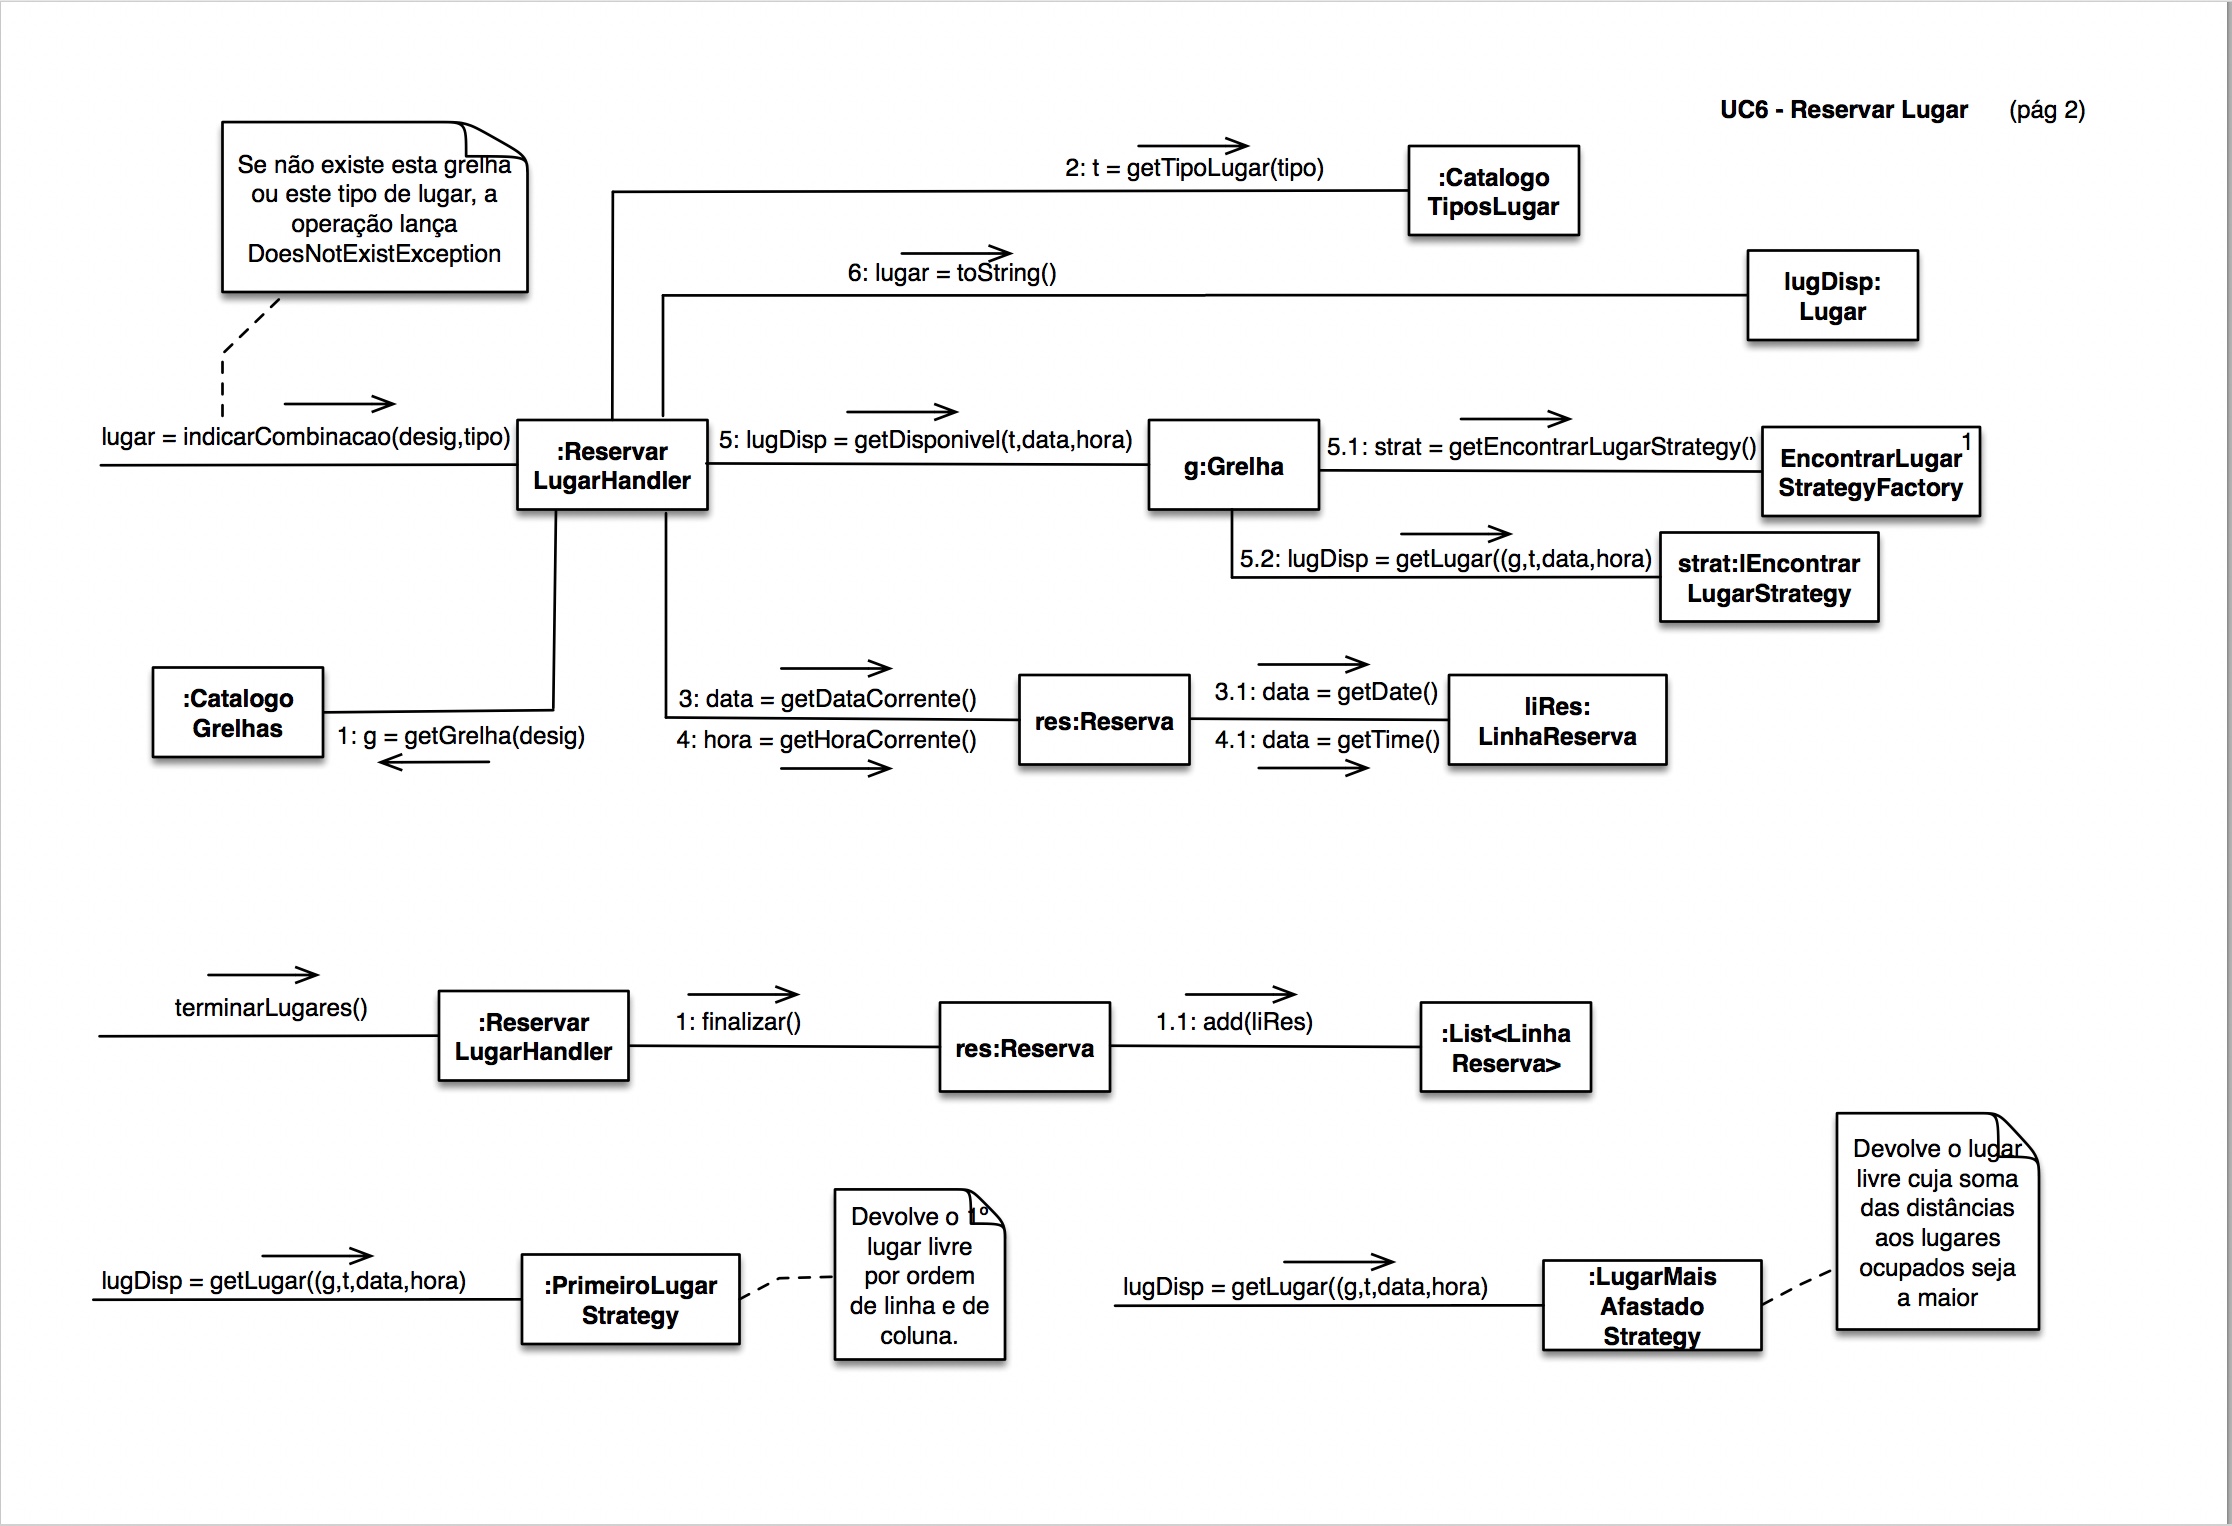 UC6 - Reservar Lugar (pág 2)
Se não existe esta grelha
ou este tipo de lugar, a
operação lança
DoesNotExistException
2: t = getTipoLugar(tipo)
:Catalogo
TiposLugar
6: lugar = toString()
lugDisp:
Lugar
lugar = indicarCombinacao(desig,tipo)
:Reservar
LugarHandler
5: lugDisp = getDisponivel(t,data,hora)
g:Grelha
5.1: strat = getEncontrarLugarStrategy()
1
EncontrarLugar
StrategyFactory
5.2: lugDisp = getLugar((g,t,data,hora)
strat:IEncontrar
LugarStrategy
:Catalogo
Grelhas
1: g = getGrelha(desig)
3: data = getDataCorrente()
4: hora = getHoraCorrente()
res:Reserva
3.1: data = getDate()
4.1: data = getTime()
liRes:
LinhaReserva
terminarLugares()
:Reservar
LugarHandler
1: finalizar()
res:Reserva
1.1: add(liRes)
:List<Linha
Reserva>
lugDisp = getLugar((g,t,data,hora)
:PrimeiroLugar
Strategy
Devolve o 1º
lugar livre
por ordem
de linha e de
coluna.
lugDisp = getLugar((g,t,data,hora)
:LugarMais
Afastado
Strategy
Devolve o lugar
livre cuja soma
das distâncias
aos lugares
ocupados seja
a maior